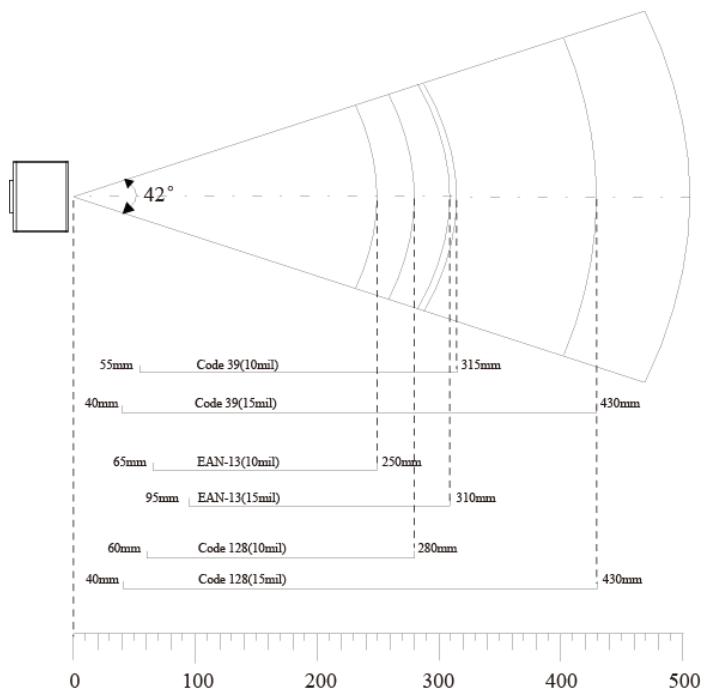 42°
55mm Code 39(10mil) 315mm
40mm Code 39(15mil) 430mm
65mm EAN-13(10mil) 250mm
95mm EAN-13(15mil) 310mm
60mm Code 128(10mil) 280mm
40mm Code 128(15mil) 430mm
0 100 200 300 400 500